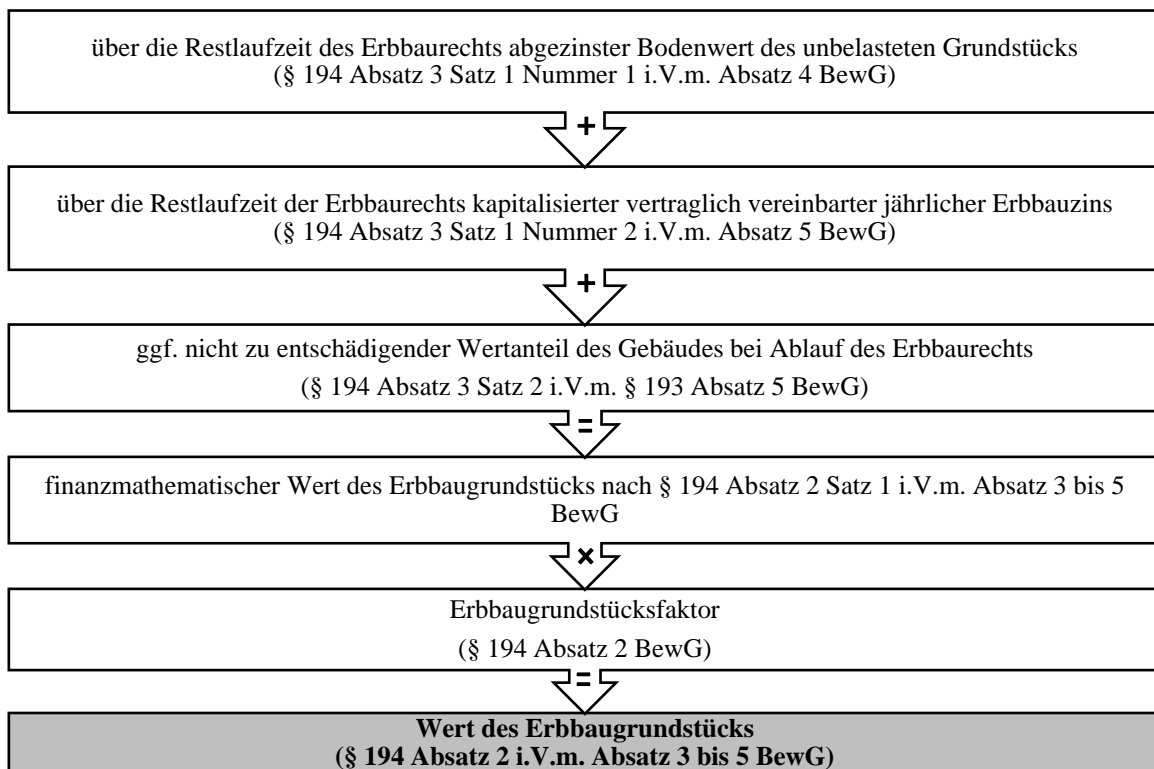 über die Restlaufzeit des Erbbaurechts abgezinster Bodenwert des unbelasteten Grundstücks
(§ 194 Absatz 3 Satz 1 Nummer 1 i.V.m. Absatz 4 BewG)
+
über die Restlaufzeit der Erbbaurechts kapitalisierter vertraglich vereinbarter jährlicher Erbbauzins
(§ 194 Absatz 3 Satz 1 Nummer 2 i.V.m. Absatz 5 BewG)
+
ggf. nicht zu entschädigender Wertanteil des Gebäudes bei Ablauf des Erbbaurechts
(§ 194 Absatz 3 Satz 2 i.V.m. § 193 Absatz 5 BewG)
=
finanzmathematischer Wert des Erbbaugrundstücks nach § 194 Absatz 2 Satz 1 i.V.m. Absatz 3 bis 5
BewG
×
Erbbaugrundstücksfaktor
(§ 194 Absatz 2 BewG)
=
Wert des Erbbaugrundstücks
(§ 194 Absatz 2 i.V.m. Absatz 3 bis 5 BewG)